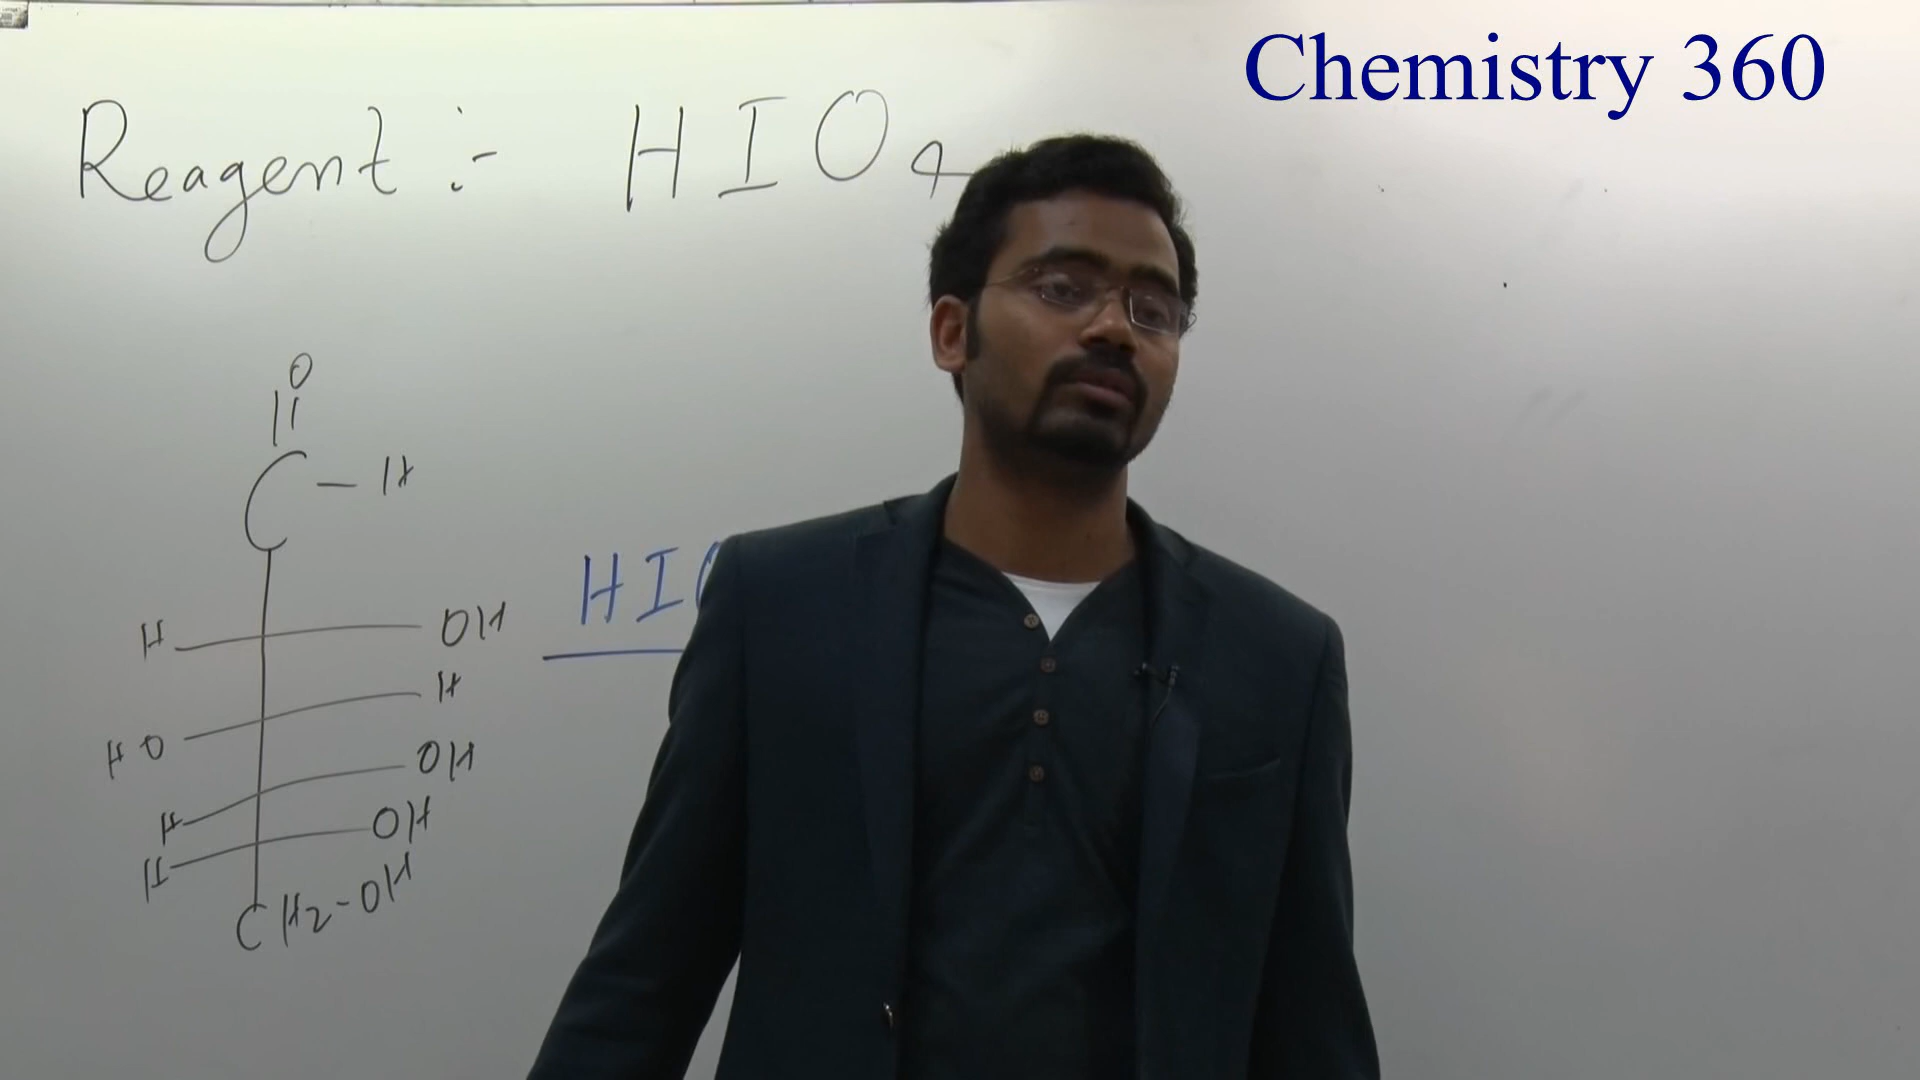 Chemistry 360
Reagent :- HIO4
O
C - H
HIO
H OH
HO H
H OH
H OH
CH2-OH